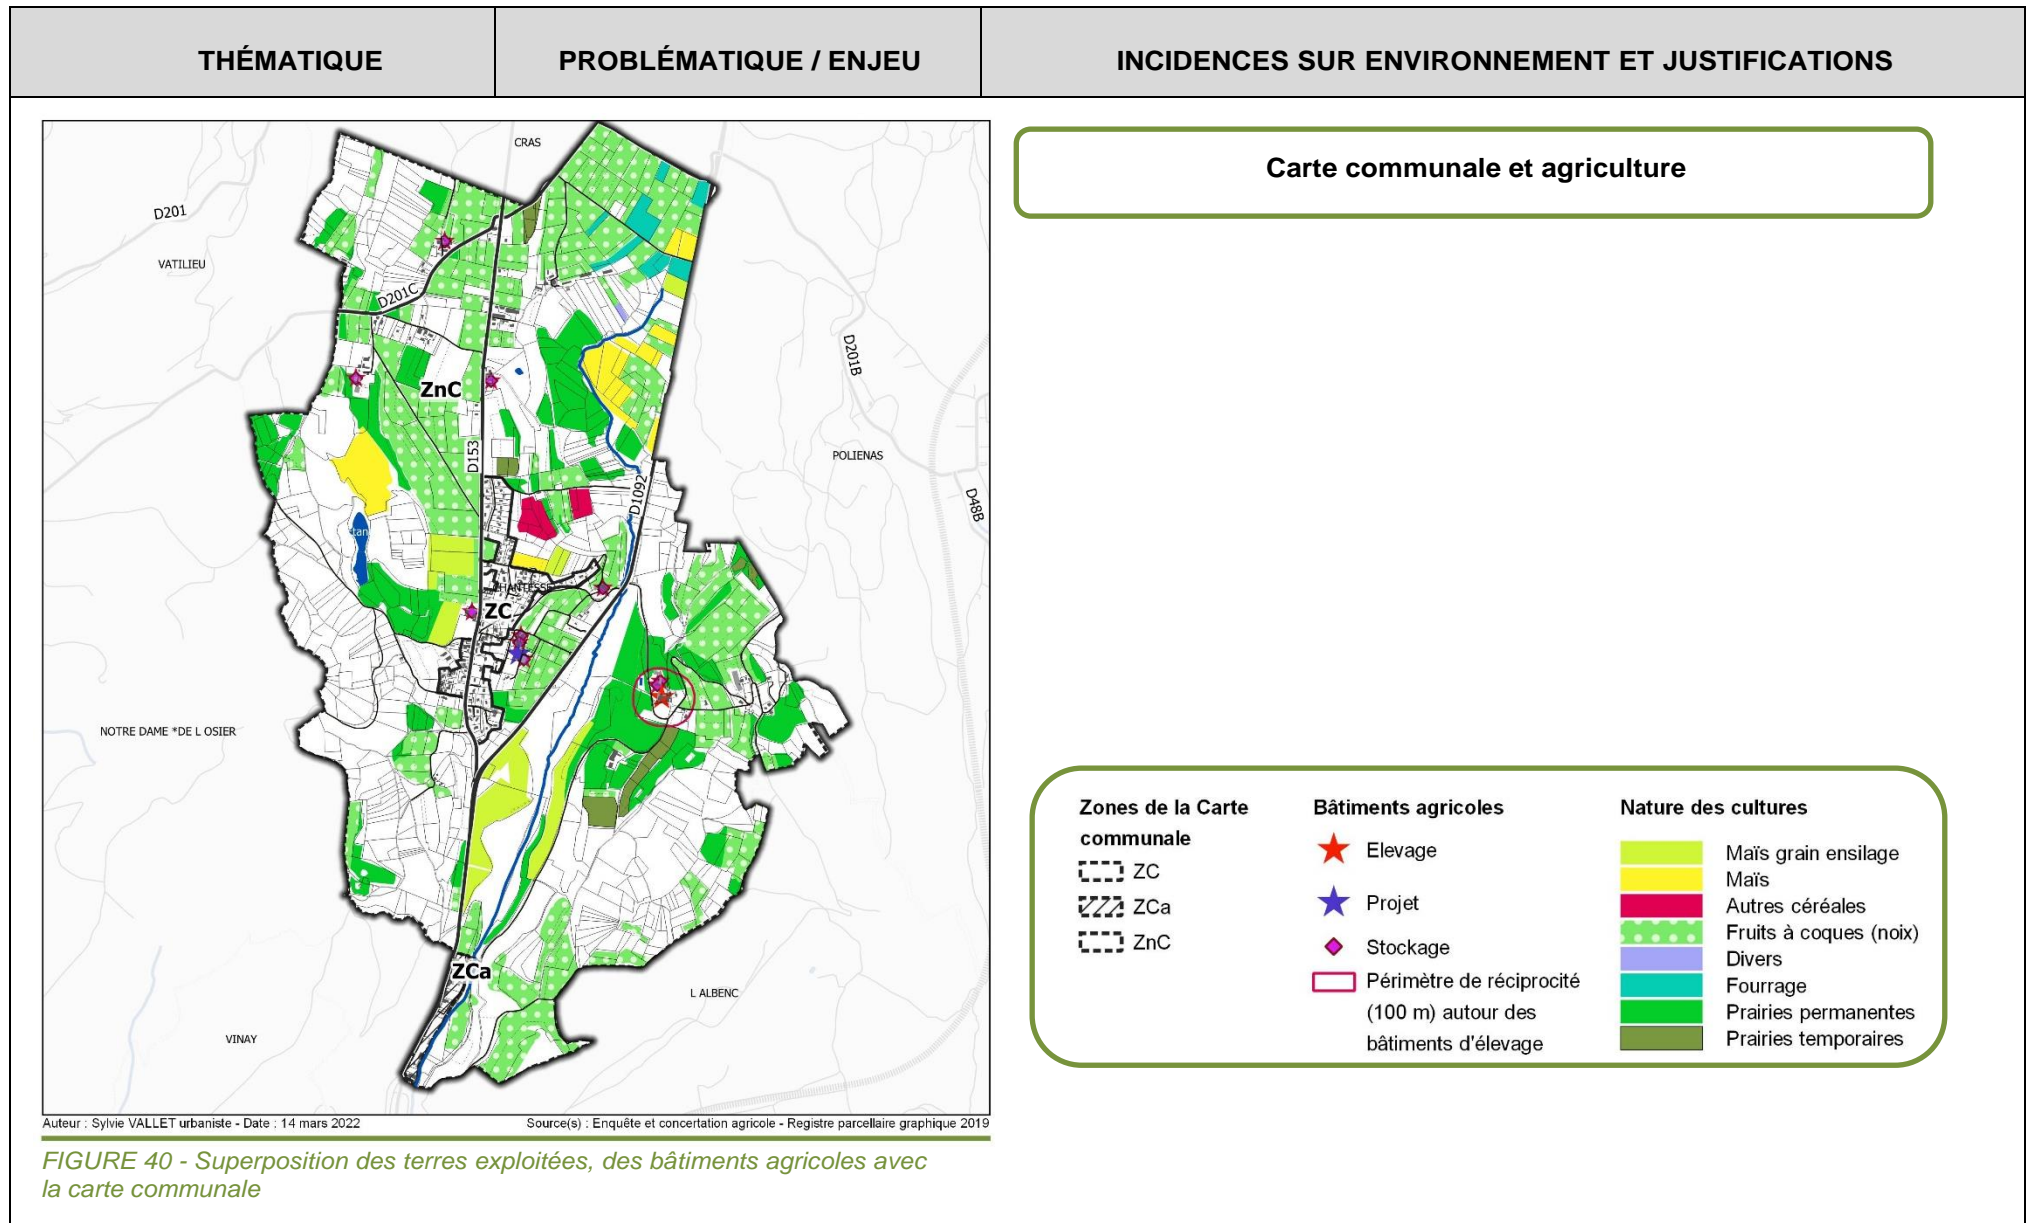 THÉMATIQUE
PROBLÉMATIQUE / ENJEU
INCIDENCES SUR ENVIRONNEMENT ET JUSTIFICATIONS
CRAS
D201
VATILIEU
D201C
D201B
ZnC
D153
POLIENAS
D1092
D48B
ZC
NOTRE DAME *DE L OSIER
ZCa
L ALBENC
VINAY
Auteur : Sylvie VALLET urbaniste - Date : 14 mars 2022
Source(s) : Enquête et concertation agricole - Registre parcellaire graphique 2019
FIGURE 40 - Superposition des terres exploitées, des bâtiments agricoles avec
la carte communale
Carte communale et agriculture
Zones de la Carte
communale
ZC
ZCa
ZnC
Bâtiments agricoles
Elevage
Projet
Stockage
Périmètre de réciprocité
(100 m) autour des
bâtiments d'élevage
Nature des cultures
Maïs grain ensilage
Maïs
Autres céréales
Fruits à coques (noix)
Divers
Fourrage
Prairies permanentes
Prairies temporaires